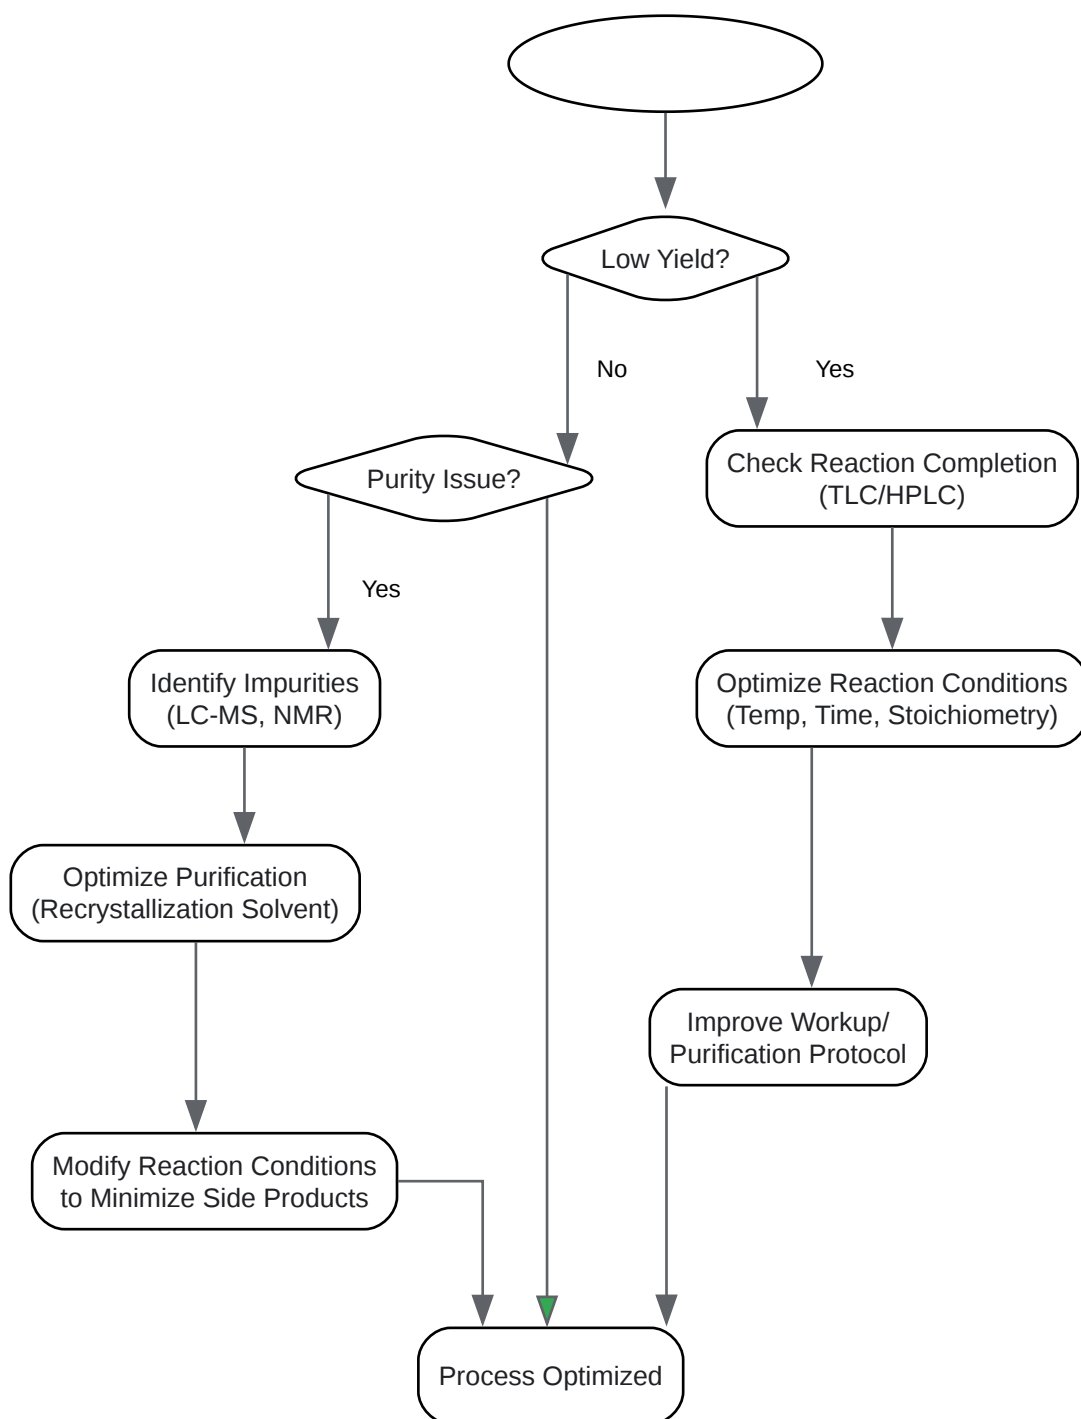 Low Yield?
No
Yes
Purity Issue?
Check Reaction Completion
(TLC/HPLC)
Yes
Identify Impurities
(LC-MS, NMR)
Optimize Reaction Conditions
(Temp, Time, Stoichiometry)
Optimize Purification
(Recrystallization Solvent)
Improve Workup/
Purification Protocol
Modify Reaction Conditions
to Minimize Side Products
Process Optimized